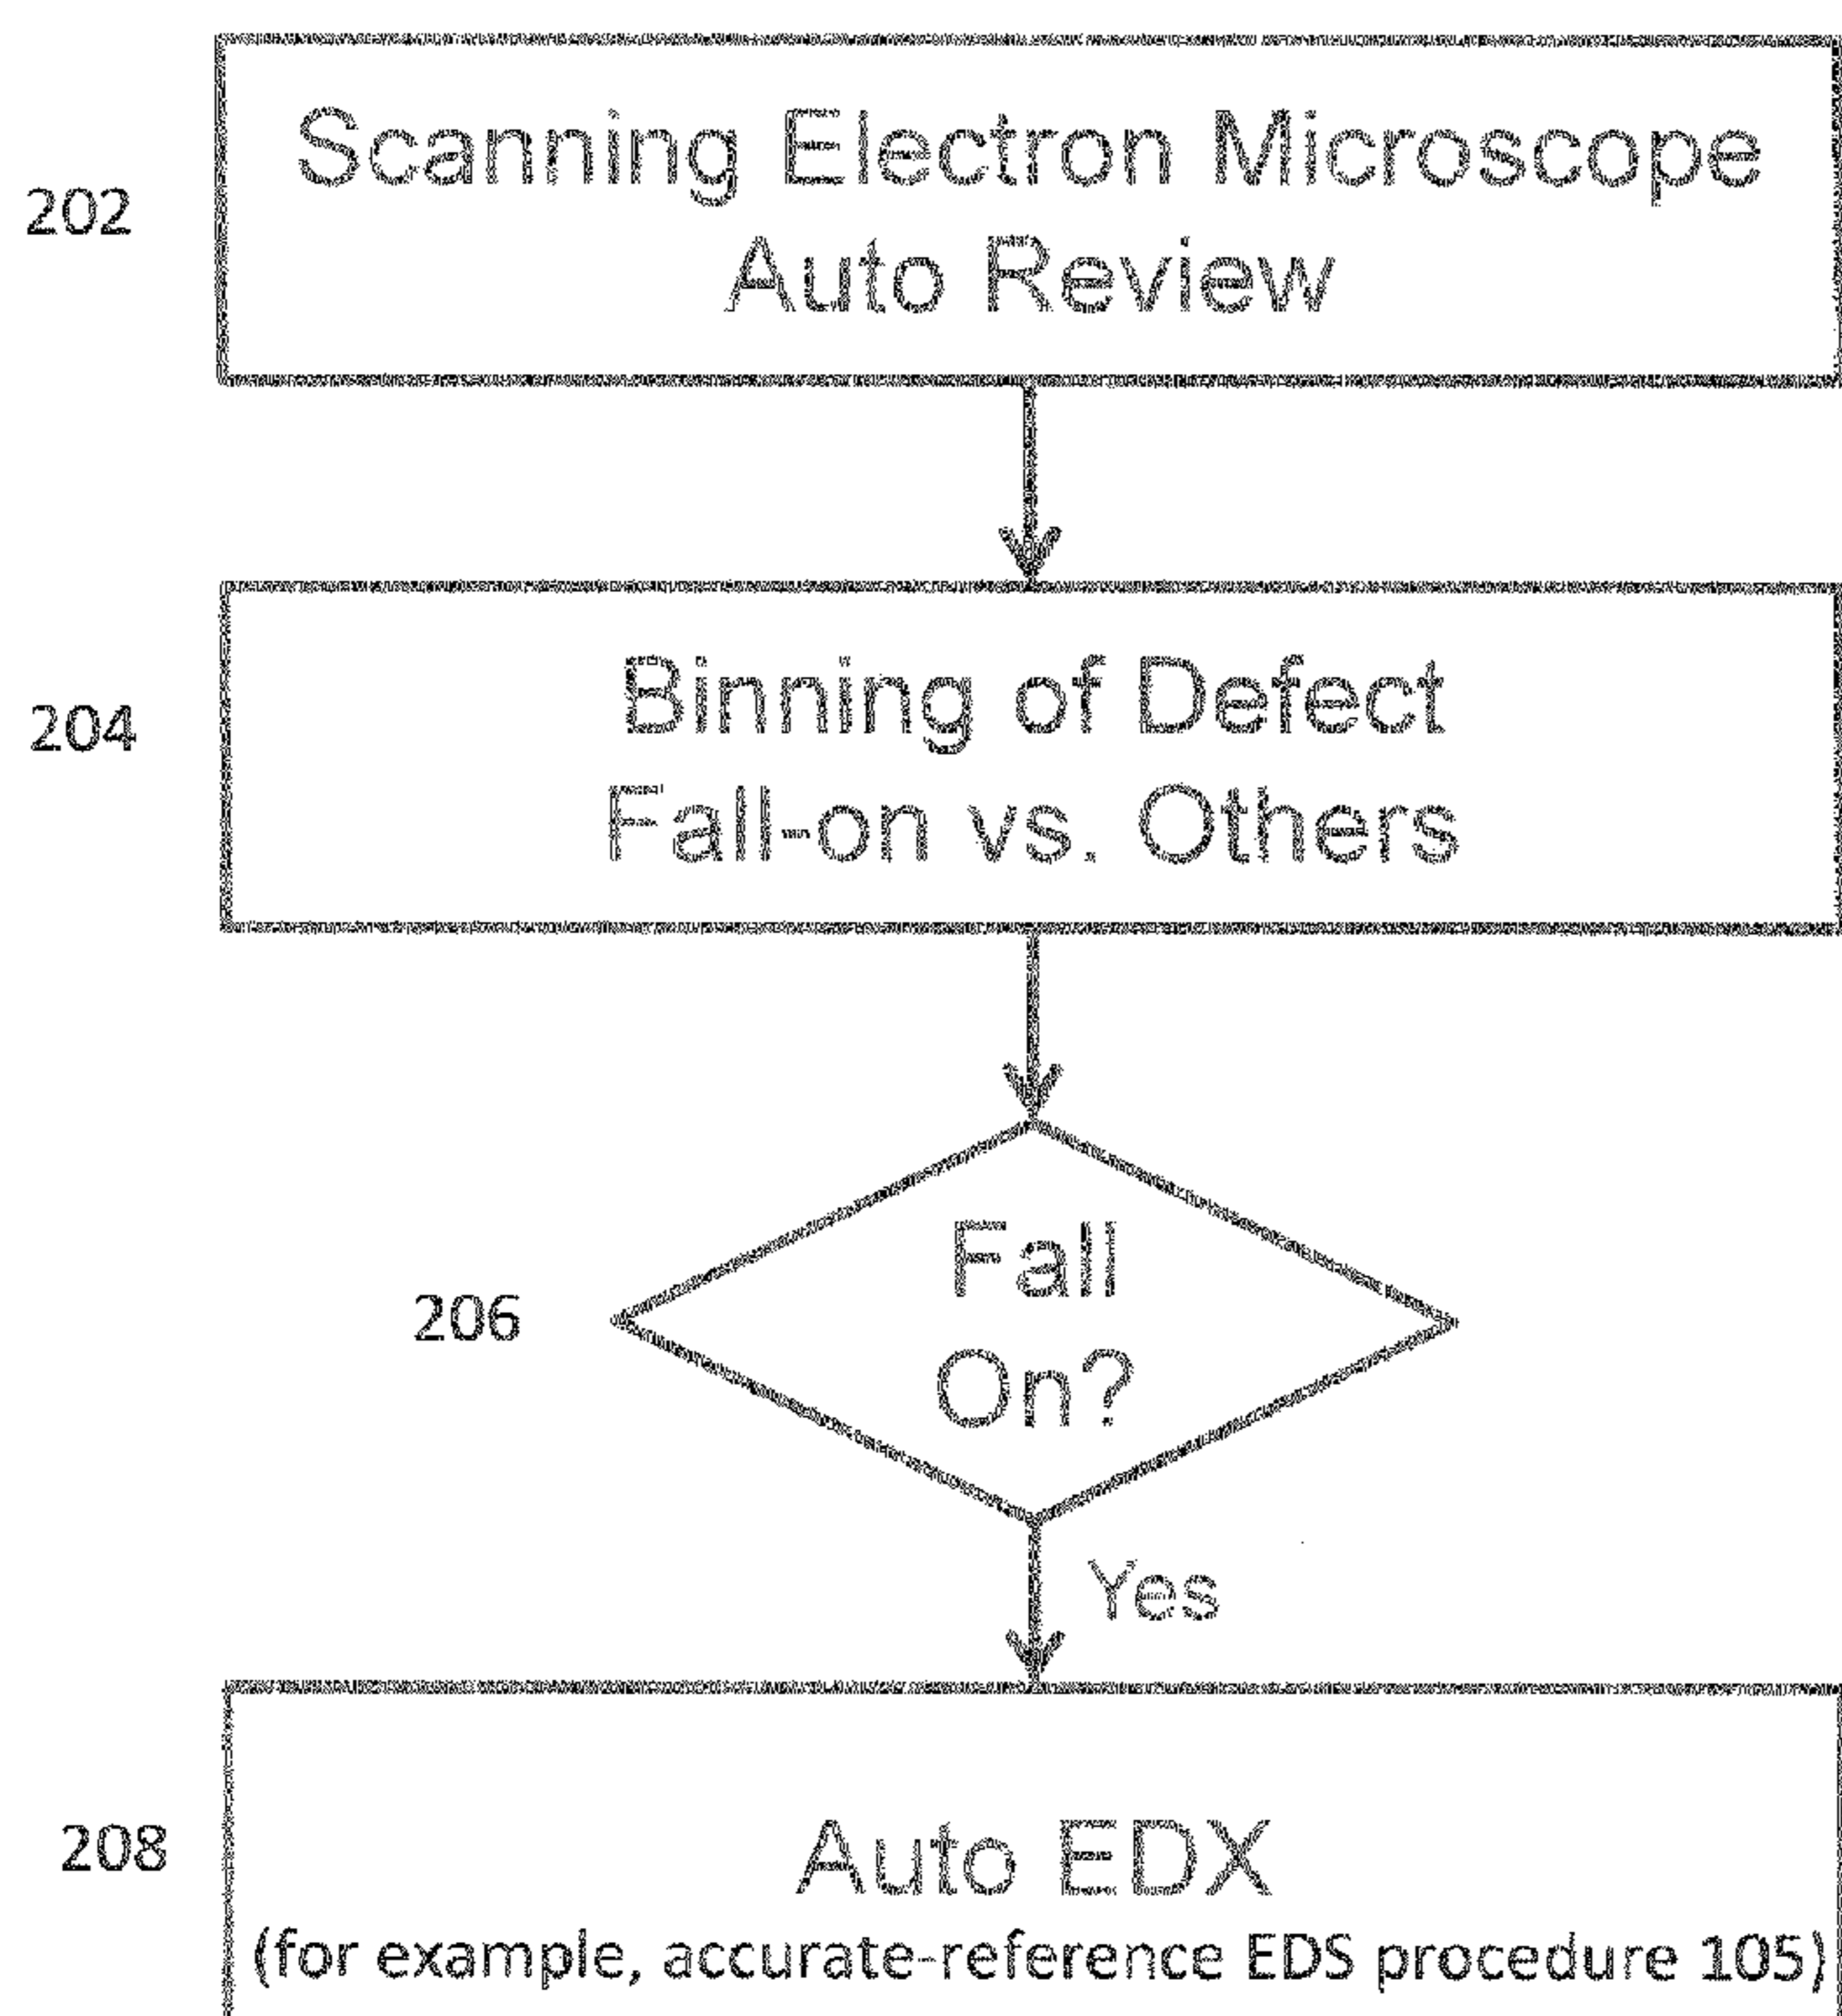 202
Scanning Electron Microscope
Auto Review
204
Binning of Defect
Fall-on vs. Others
206
Fall
On?
Yes
208
Auto EDX
(for example, accurate-reference EDS procedure 105)